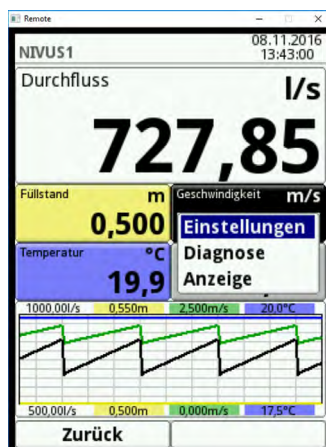 Remote
NIVUS1
08.11.2016
13:43:00
Durchfluss
l/s
727,85
Füllstand
m
0,500
Geschwindigkeit
m/s
Einstellungen
Diagnose
Anzeige
Temperatur
°C
19,9
1000,00l/s 0,550m 2,500m/s 20,0°C
500,00l/s 0,500m 0,000m/s 17,5°C
Zurück